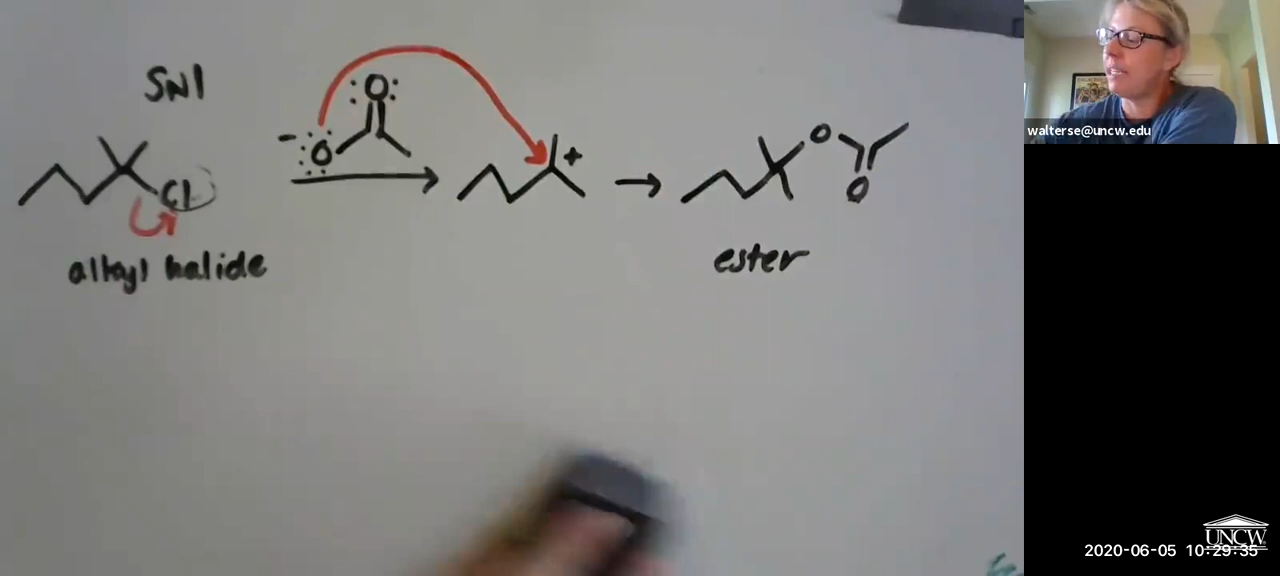 SN1
:O:
- :O:
+
O
Cl
O
alkyl halide
ester
walterse@uncw.edu
UNCW
2020-06-05 10:29:35